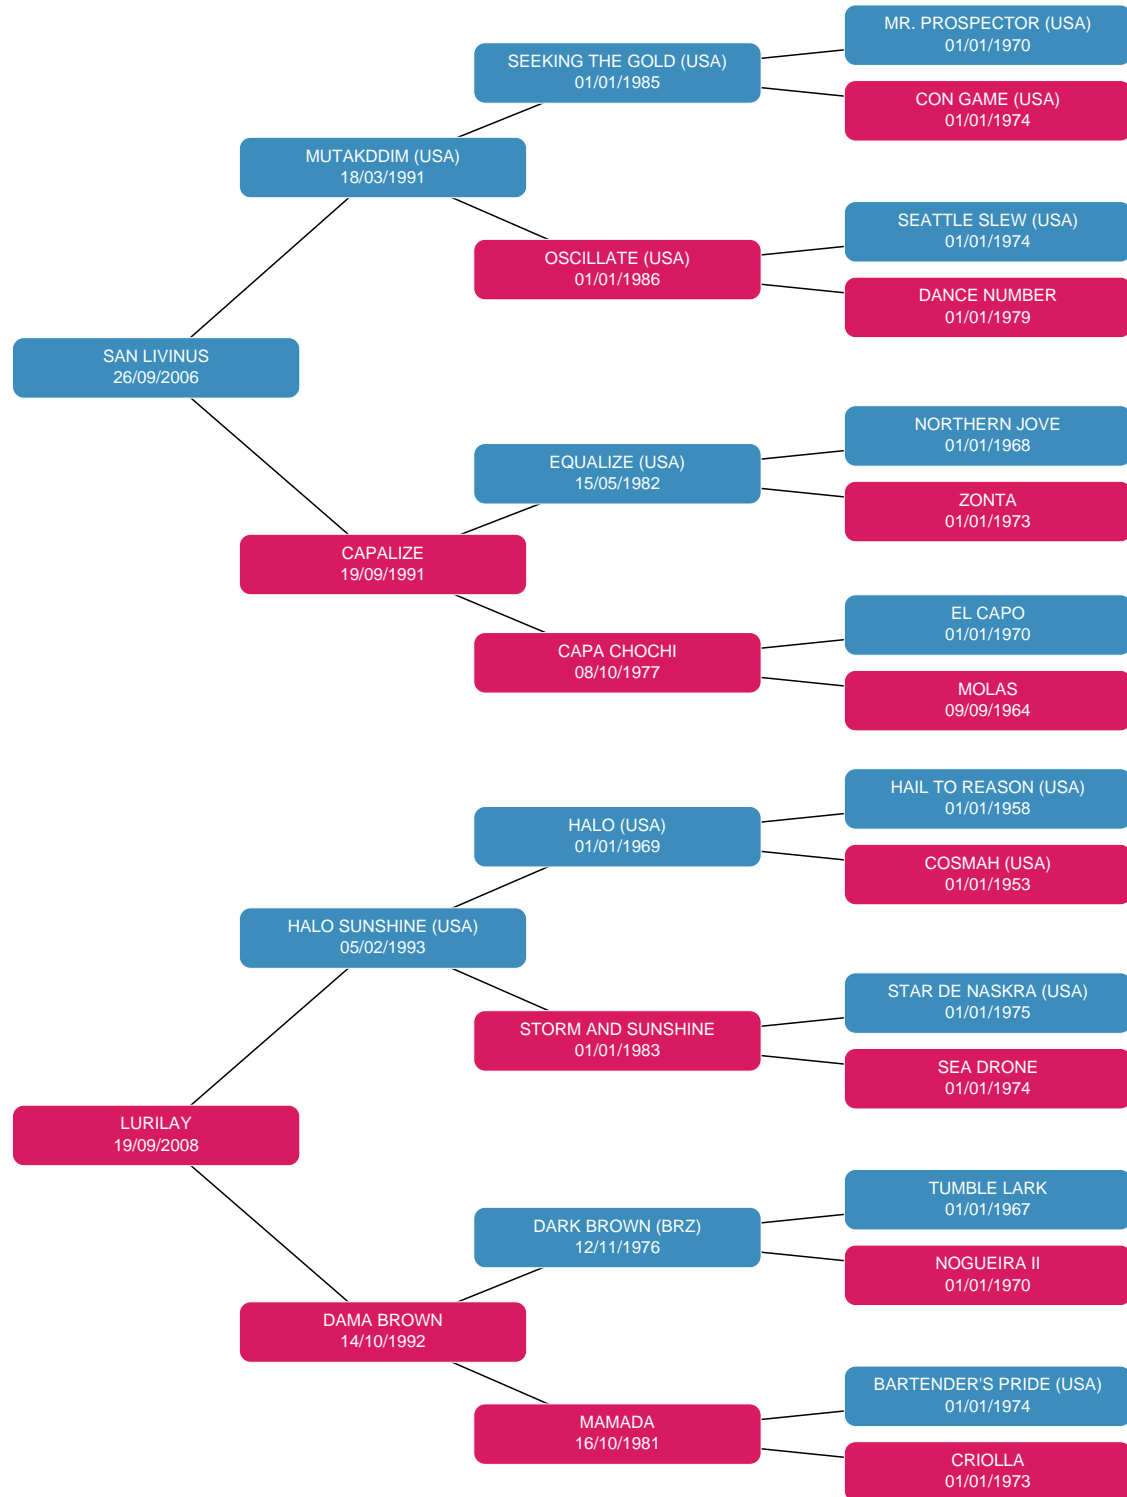 MR. PROSPECTOR (USA)
01/01/1970
SEEKING THE GOLD (USA)
01/01/1985
CON GAME (USA)
01/01/1974
MUTAKDDIM (USA)
18/03/1991
SEATTLE SLEW (USA)
01/01/1974
OSCILLATE (USA)
01/01/1986
DANCE NUMBER
01/01/1979
SAN LIVINUS
26/09/2006
NORTHERN JOVE
01/01/1968
EQUALIZE (USA)
15/05/1982
ZONTA
01/01/1973
CAPALIZE
19/09/1991
EL CAPO
01/01/1970
CAPA CHOCHI
08/10/1977
MOLAS
09/09/1964
HAIL TO REASON (USA)
01/01/1958
HALO (USA)
01/01/1969
COSMAH (USA)
01/01/1953
HALO SUNSHINE (USA)
05/02/1993
STAR DE NASKRA (USA)
01/01/1975
STORM AND SUNSHINE
01/01/1983
SEA DRONE
01/01/1974
LURILAY
19/09/2008
TUMBLE LARK
01/01/1967
DARK BROWN (BRZ)
12/11/1976
NOGUEIRA II
01/01/1970
DAMA BROWN
14/10/1992
BARTENDER'S PRIDE (USA)
01/01/1974
MAMADA
16/10/1981
CRIOLLA
01/01/1973